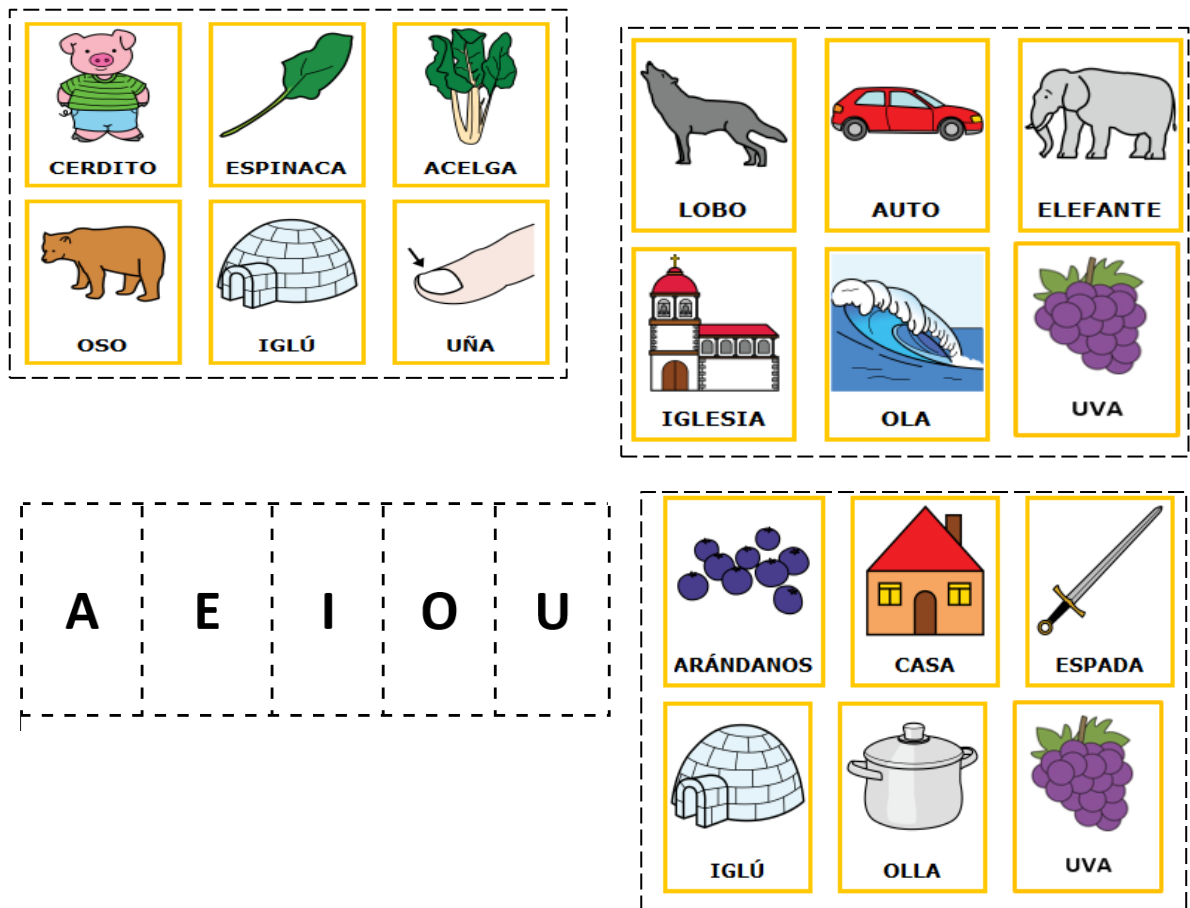 CERDITO ESPINACA ACELGA
OSO IGLÚ UÑA
LOBO AUTO ELEFANTE
IGLESIA OLA UVA
A E I O U
ARÁNDANOS CASA ESPADA
IGLÚ OLLA UVA